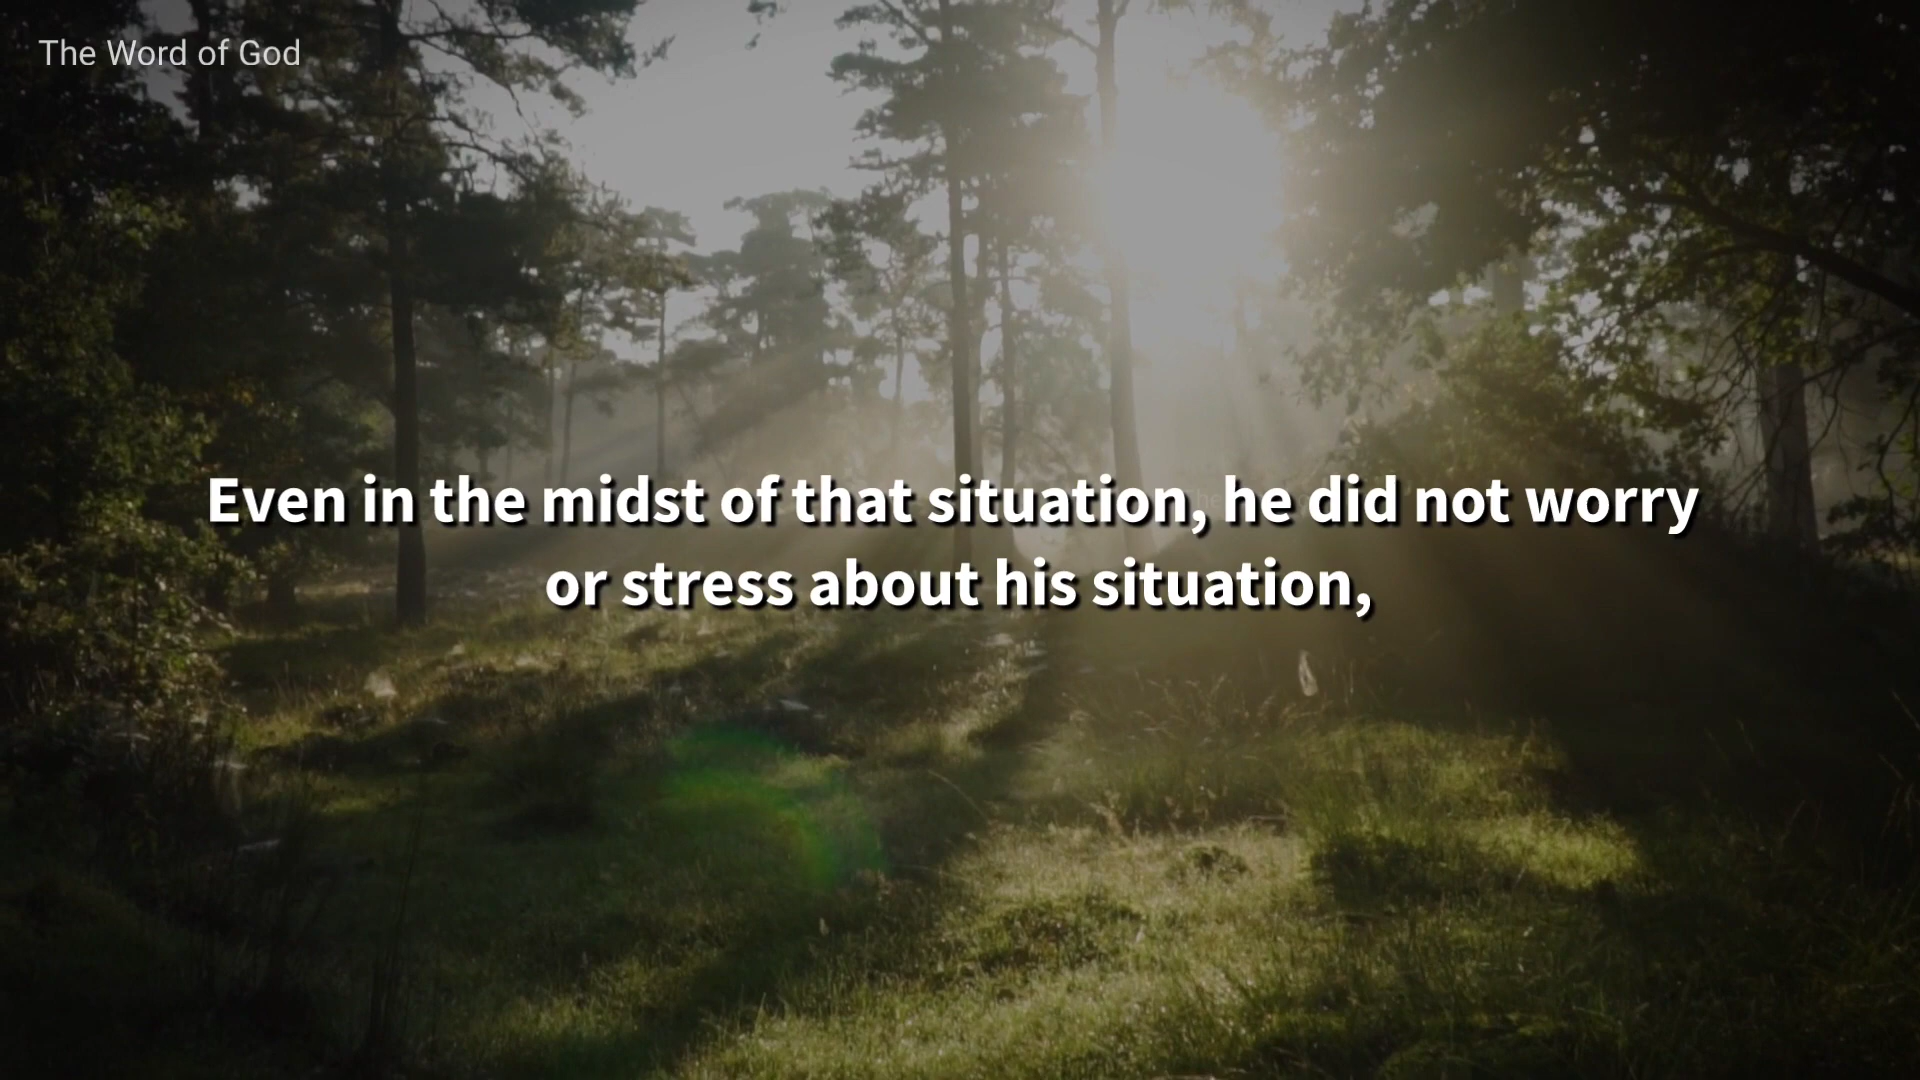 The Word of God
Even in the midst of that situation, he did not worry
or stress about his situation,